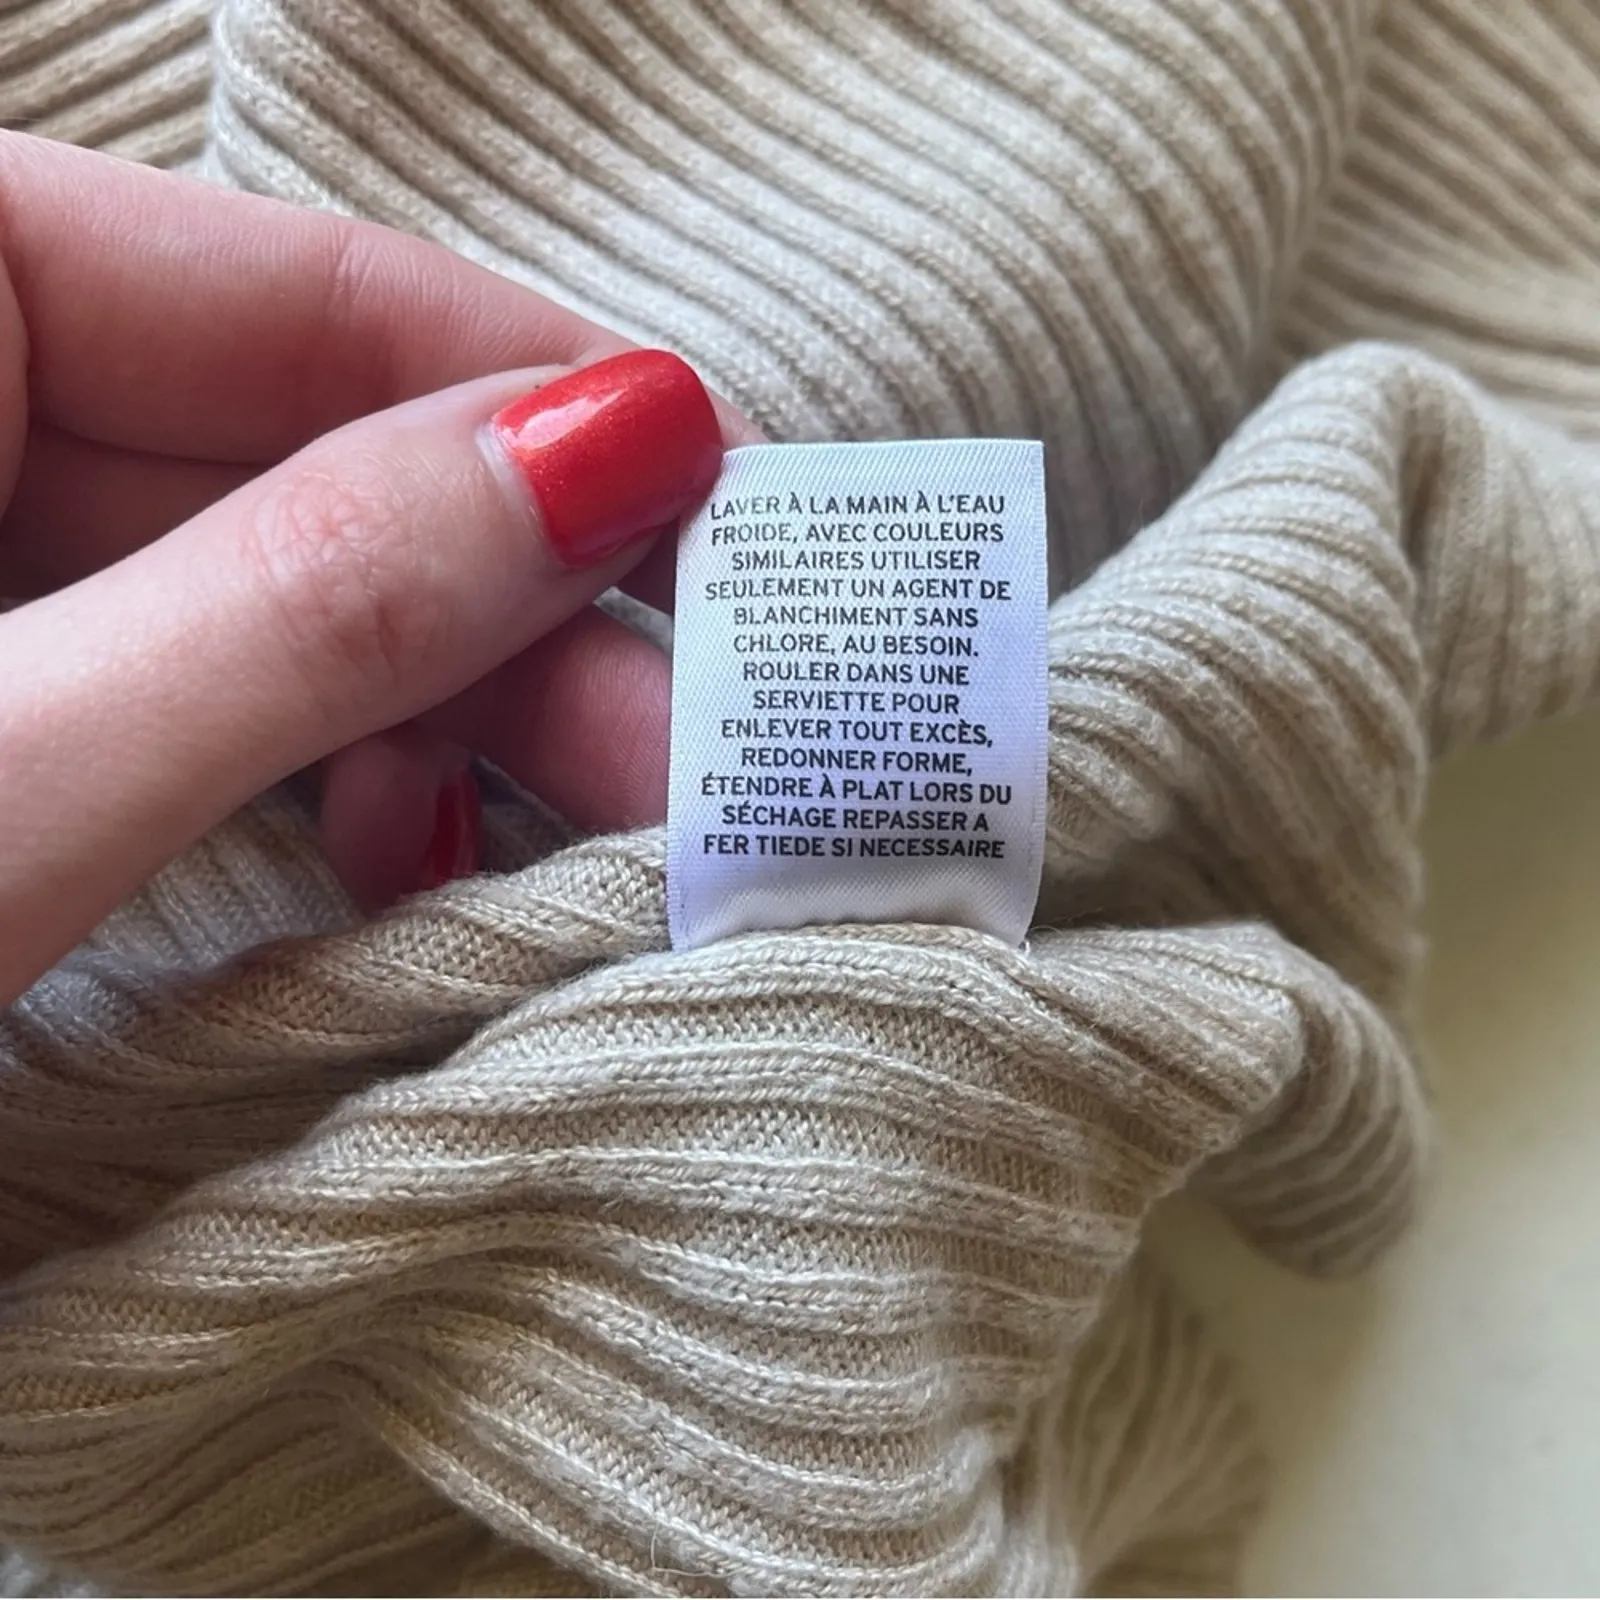 LAVER À LA MAIN À L'EAU
FROIDE, AVEC COULEURS
SIMILAIRES UTILISER
SEULEMENT UN AGENT DE
BLANCHIMENT SANS
CHLORE, AU BESOIN.
ROULER DANS UNE
SERVIETTE POUR
ENLEVER TOUT EXCÈS,
REDONNER FORME,
ÉTENDRE À PLAT LORS DU
SÉCHAGE REPASSER A
FER TIEDE SI NECESSAIRE